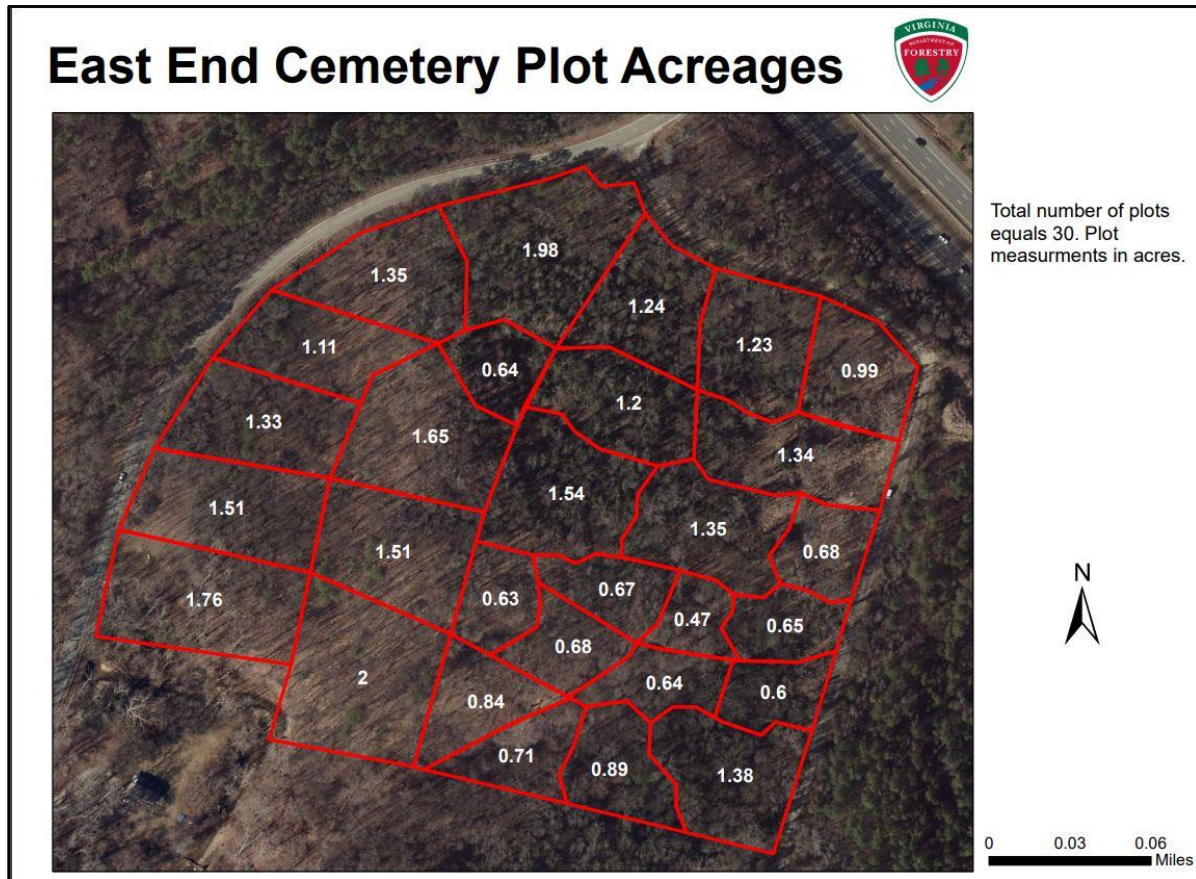 East End Cemetery Plot Acreages
VIRGINIA
DEPARTMENT OF
FORESTRY
Total number of plots
equals 30. Plot
measurments in acres.
1.98
1.35
1.24
1.11
1.23
0.64
0.99
1.2
1.33
1.65
1.34
1.54
1.51
1.35
1.51
0.68
0.67
0.63
1.76
0.47
0.65
0.68
2
0.64
0.6
0.84
0.71
0.89
1.38
N
0 0.03 0.06
Miles